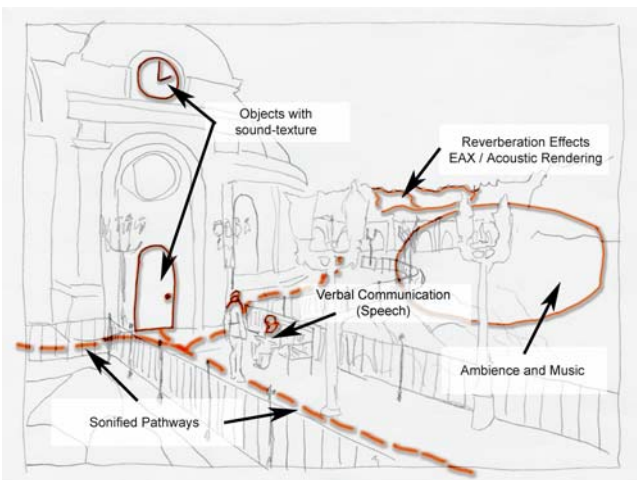 Objects with
sound-texture
Reverberation Effects
EAX / Acoustic Rendering
Verbal Communication
(Speech)
Ambience and Music
Sonified Pathways